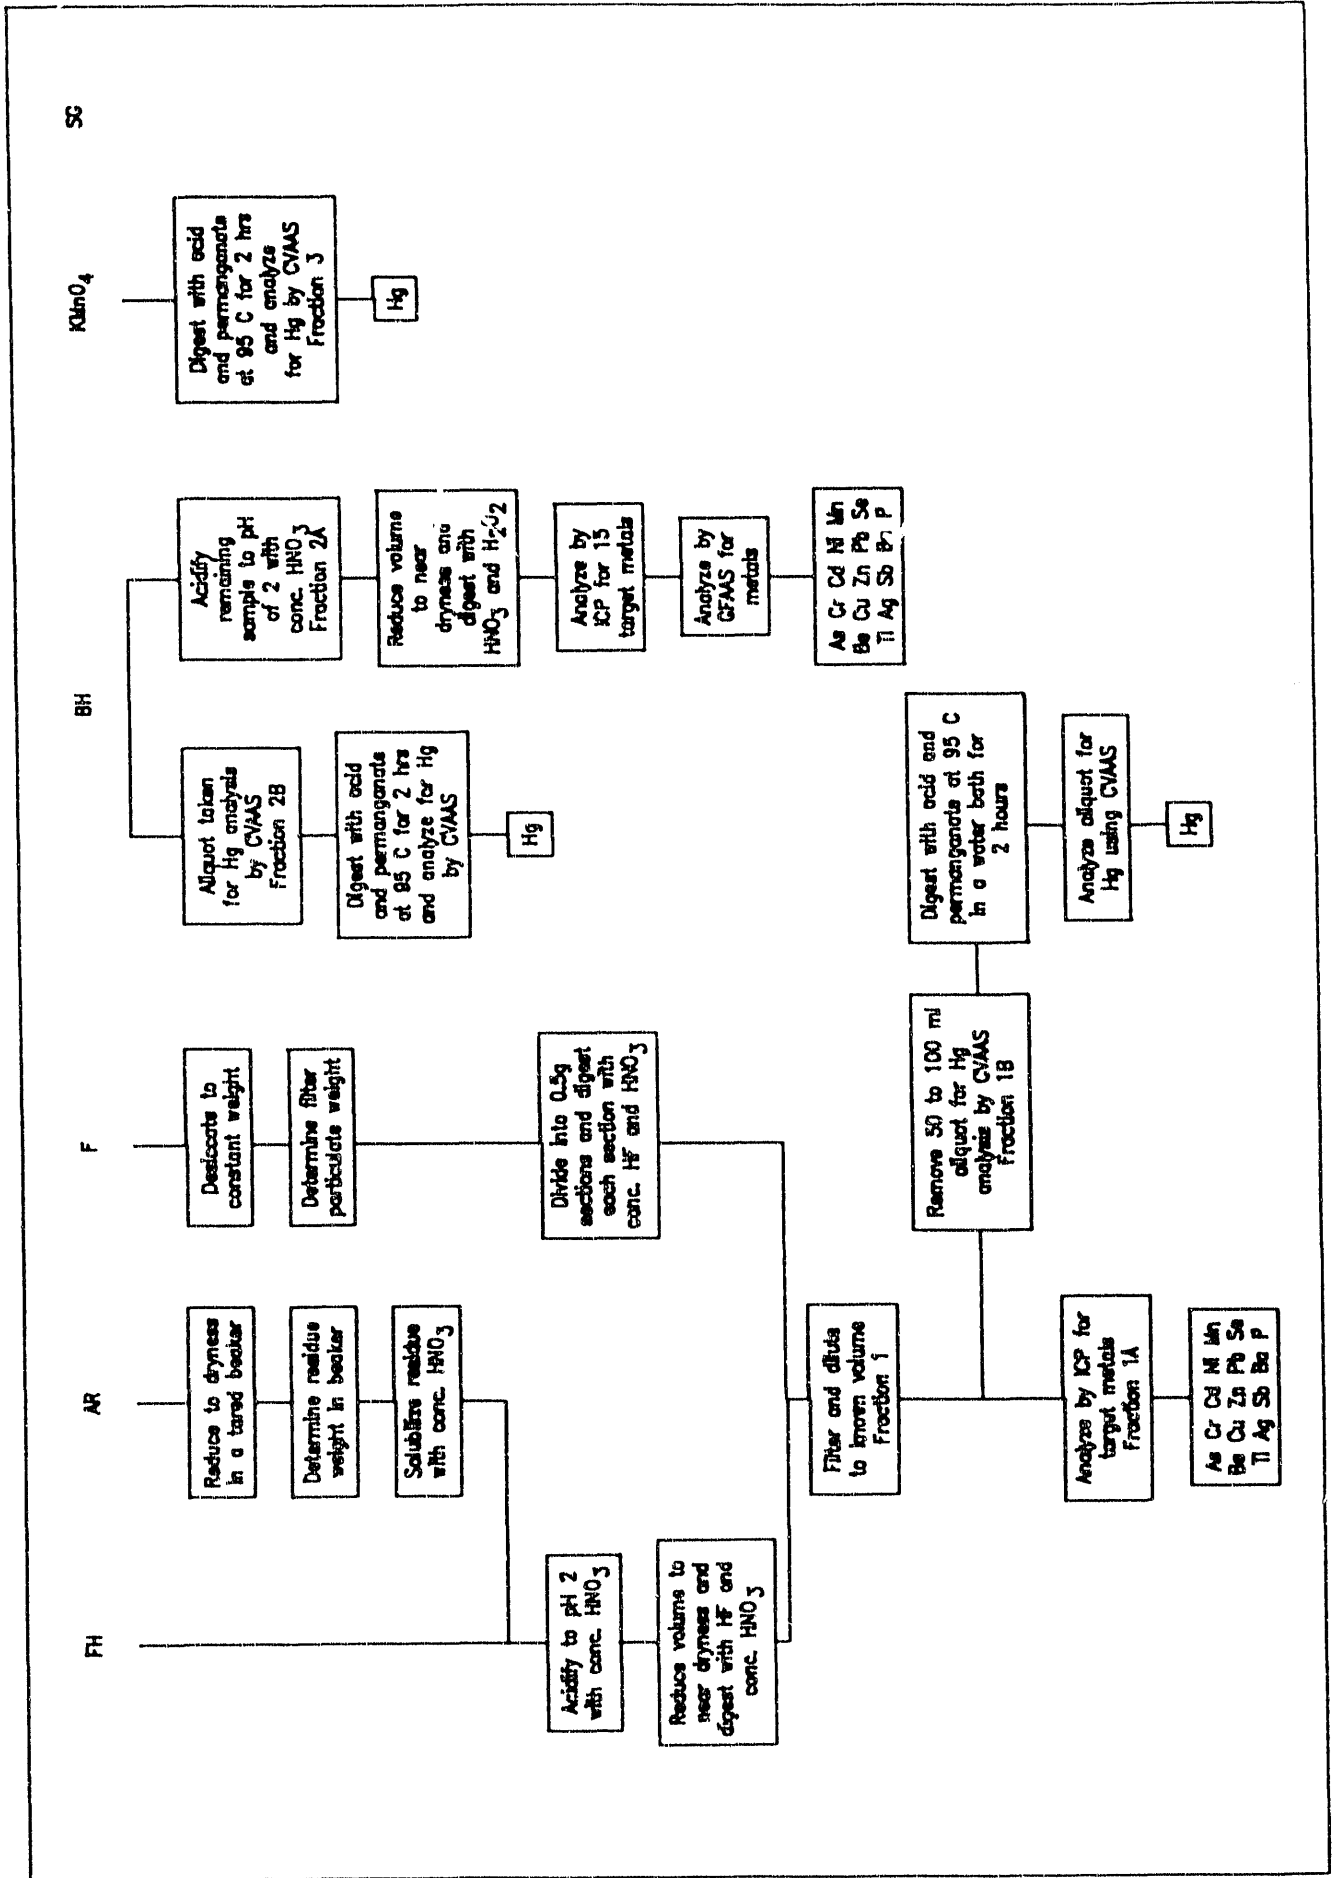 FH
AR
F
BH
KMnO4
SG
Reduce to dryness
in a tared beaker
Determine residue
weight in beaker
Solubilize residue
with conc. HNO3
Acidify to pH 2
with conc. HNO3
Reduce volume to
near dryness and
digest with HF and
conc. HNO3
Desiccate to
constant weight
Determine filter
particulate weight
Divide into 0.5g
sections and digest
each section with
conc. HF and HNO3
Filter and dilute
to known volume
Fraction 1
Analyze by ICP for
target metals
Fraction 1A
As Cr Cd Ni Mn
Be Cu Zn Pb Se
Tl Ag Sb Ba P
Remove 50 to 100 ml
aliquot for Hg
analysis by CVAAS
Fraction 1B
Digest with acid and
permanganate at 95 C
in a water bath for
2 hours
Analyze aliquot for
Hg using CVAAS
Hg
Aliquot taken
for Hg analysis
by CVAAS
Fraction 2B
Digest with acid
and permanganate
at 95 C for 2 hrs
and analyze for Hg
by CVAAS
Hg
Acidify
remaining
sample to pH
of 2 with
conc. HNO3
Fraction 2A
Reduce volume
to near
dryness and
digest with
HNO3 and H2O2
Analyze by
ICP for 15
target metals
Analyze by
GFAAS for
metals
As Cr Cd Ni Mn
Be Cu Zn Pb Se
Tl Ag Sb Ba P
Digest with acid
and permanganate
at 95 C for 2 hrs
and analyze
for Hg by CVAAS
Fraction 3
Hg